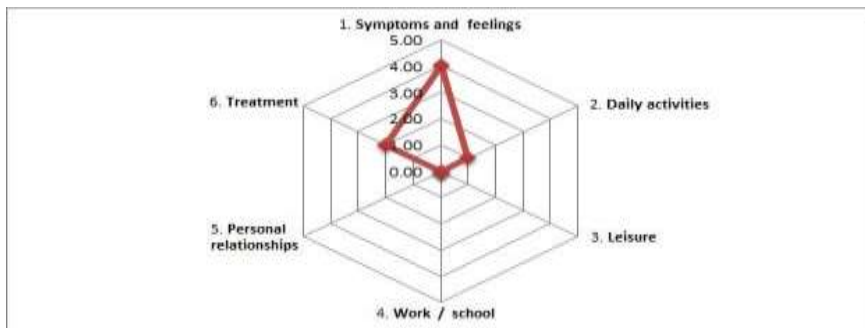 1. Symptoms and feelings
5.00
4.00
3.00
2.00
1.00
0.00
6. Treatment
2. Daily activities
5. Personal
relationships
3. Leisure
4. Work / school